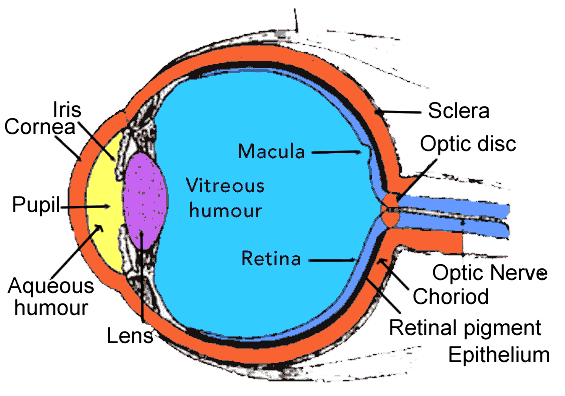 Iris
Cornea
Pupil
Aqueous
humour
Lens
Macula
Vitreous
humour
Retina
Sclera
Optic disc
Optic Nerve
Choriod
Retinal pigment
Epithelium